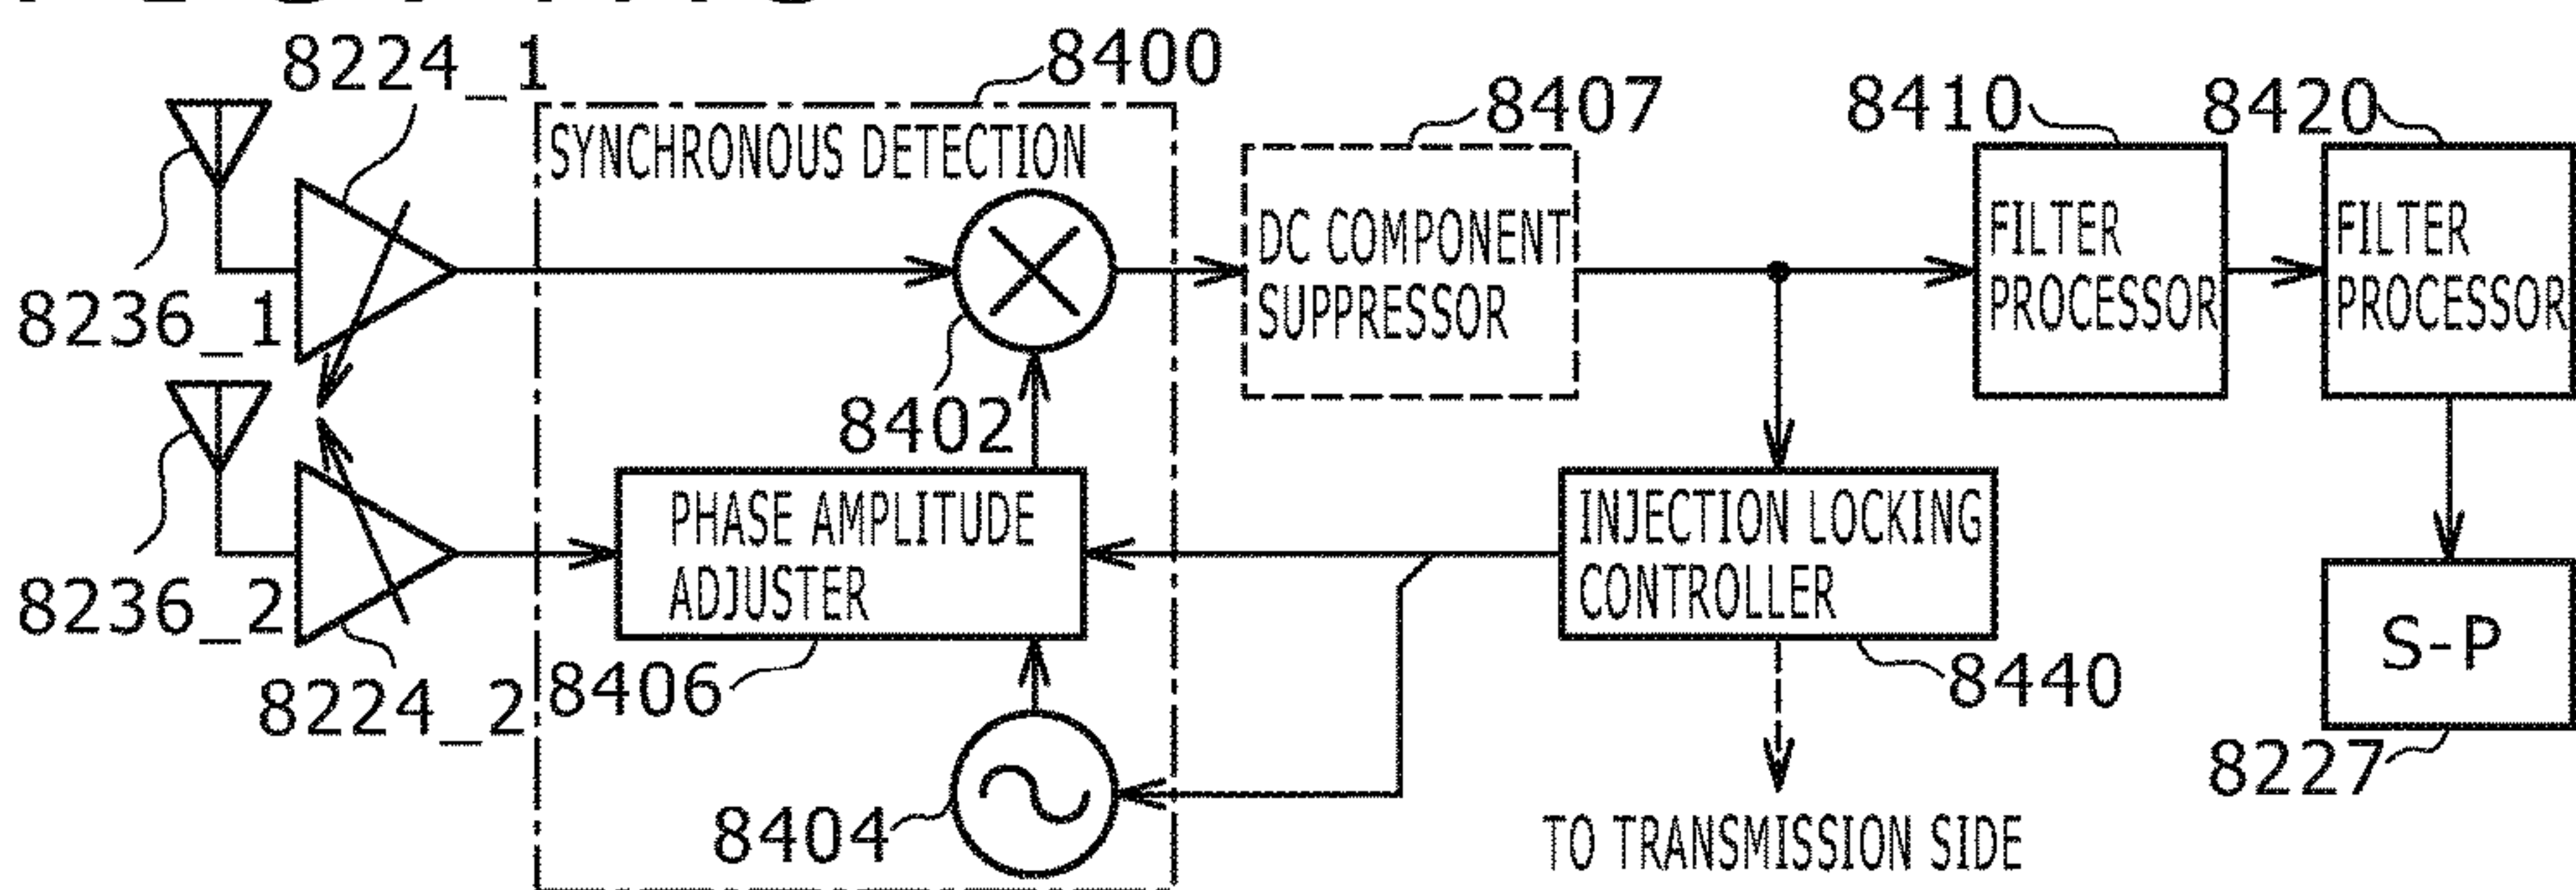 8224_1
8400
8407
8410
8420
SYNCHRONOUS DETECTION
DC COMPONENT
SUPPRESSOR
FILTER
PROCESSOR
FILTER
PROCESSOR
8236_1
8402
PHASE AMPLITUDE
ADJUSTER
INJECTION LOCKING
CONTROLLER
8236_2
8224_2
8406
8440
S-P
8227
8404
TO TRANSMISSION SIDE